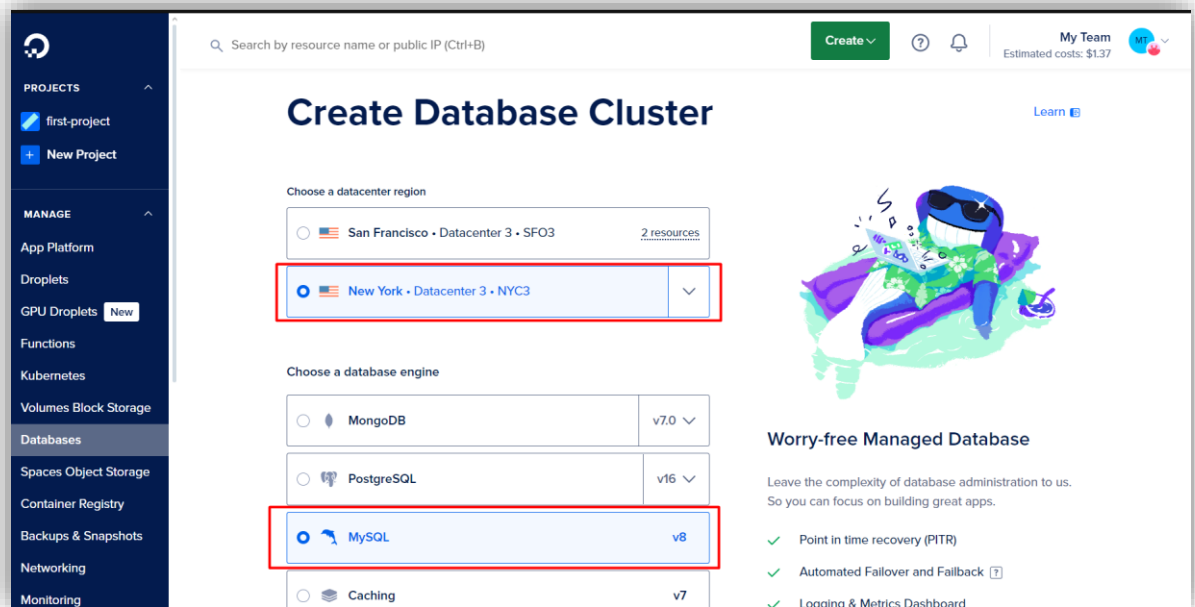 Search by resource name or public IP (Ctrl+B)
Create
?
My Team
Estimated costs: $1.37
MT
PROJECTS
first-project
+ New Project
MANAGE
App Platform
Droplets
GPU Droplets New
Functions
Kubernetes
Volumes Block Storage
Databases
Spaces Object Storage
Container Registry
Backups & Snapshots
Networking
Monitoring
Create Database Cluster
Learn
Choose a datacenter region
San Francisco • Datacenter 3 • SFO3 2 resources
New York • Datacenter 3 • NYC3
Choose a database engine
MongoDB v7.0
PostgreSQL v16
MySQL v8
Caching v7
Worry-free Managed Database
Leave the complexity of database administration to us.
So you can focus on building great apps.
Point in time recovery (PITR)
Automated Failover and Failback ?
Logging & Metrics Dashboard